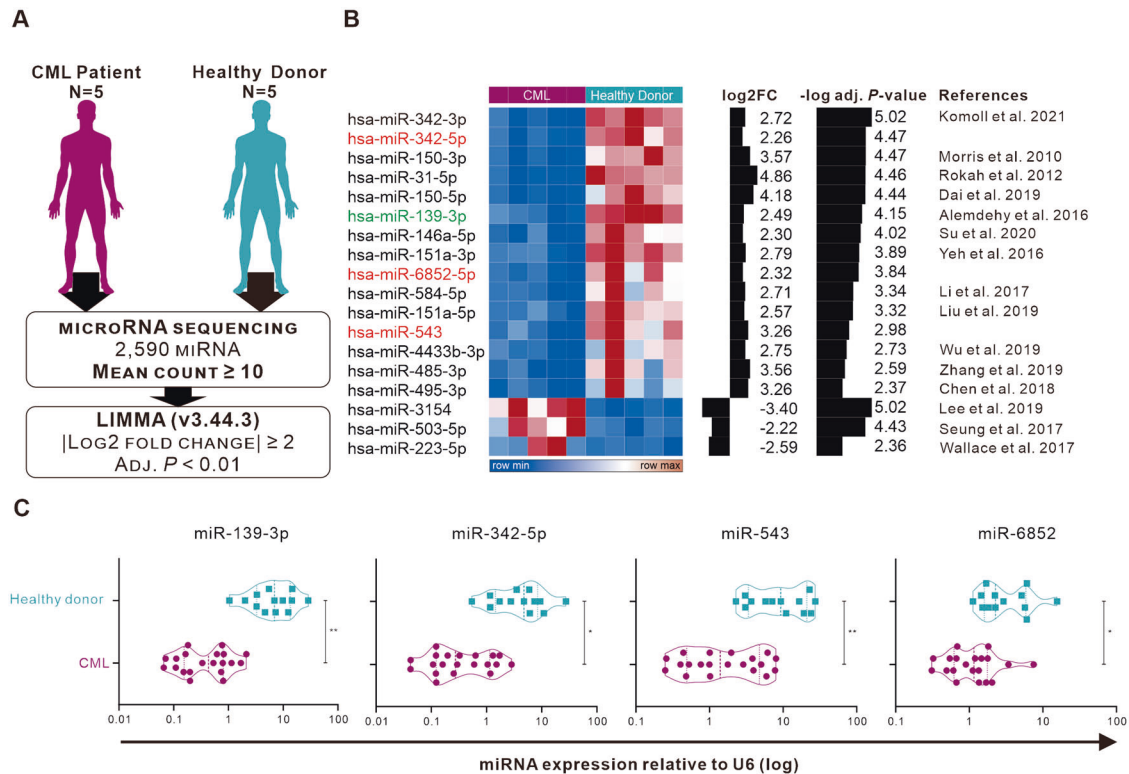 A
CML Patient
N=5
Healthy Donor
N=5
MICRORNA SEQUENCING
2,590 MIRNA
MEAN COUNT ≥ 10
LIMMA (v3.44.3)
|LOG2 FOLD CHANGE| ≥ 2
ADJ. P < 0.01
B
CML Healthy Donor log2FC -log adj. P-value References
hsa-miR-342-3p 2.72 5.02 Komoll et al. 2021
hsa-miR-342-5p 2.26 4.47
hsa-miR-150-3p 3.57 4.47 Morris et al. 2010
hsa-miR-31-5p 4.86 4.46 Rokah et al. 2012
hsa-miR-150-5p 4.18 4.44 Dai et al. 2019
hsa-miR-139-3p 2.49 4.15 Alemdehy et al. 2016
hsa-miR-146a-5p 2.30 4.02 Su et al. 2020
hsa-miR-151a-3p 2.79 3.89 Yeh et al. 2016
hsa-miR-6852-5p 2.32 3.84
hsa-miR-584-5p 2.71 3.34 Li et al. 2017
hsa-miR-151a-5p 2.57 3.32 Liu et al. 2019
hsa-miR-543 3.26 2.98
hsa-miR-4433b-3p 2.75 2.73 Wu et al. 2019
hsa-miR-485-3p 3.56 2.59 Zhang et al. 2019
hsa-miR-495-3p 3.26 2.37 Chen et al. 2018
hsa-miR-3154 -3.40 5.02 Lee et al. 2019
hsa-miR-503-5p -2.22 4.43 Seung et al. 2017
hsa-miR-223-5p -2.59 2.36 Wallace et al. 2017
row min row max
C
miR-139-3p miR-342-5p miR-543 miR-6852
Healthy donor
** * ** *
CML
0.01 0.1 1 10 100 0.01 0.1 1 10 100 0.1 1 10 100 0.1 1 10 100
miRNA expression relative to U6 (log)